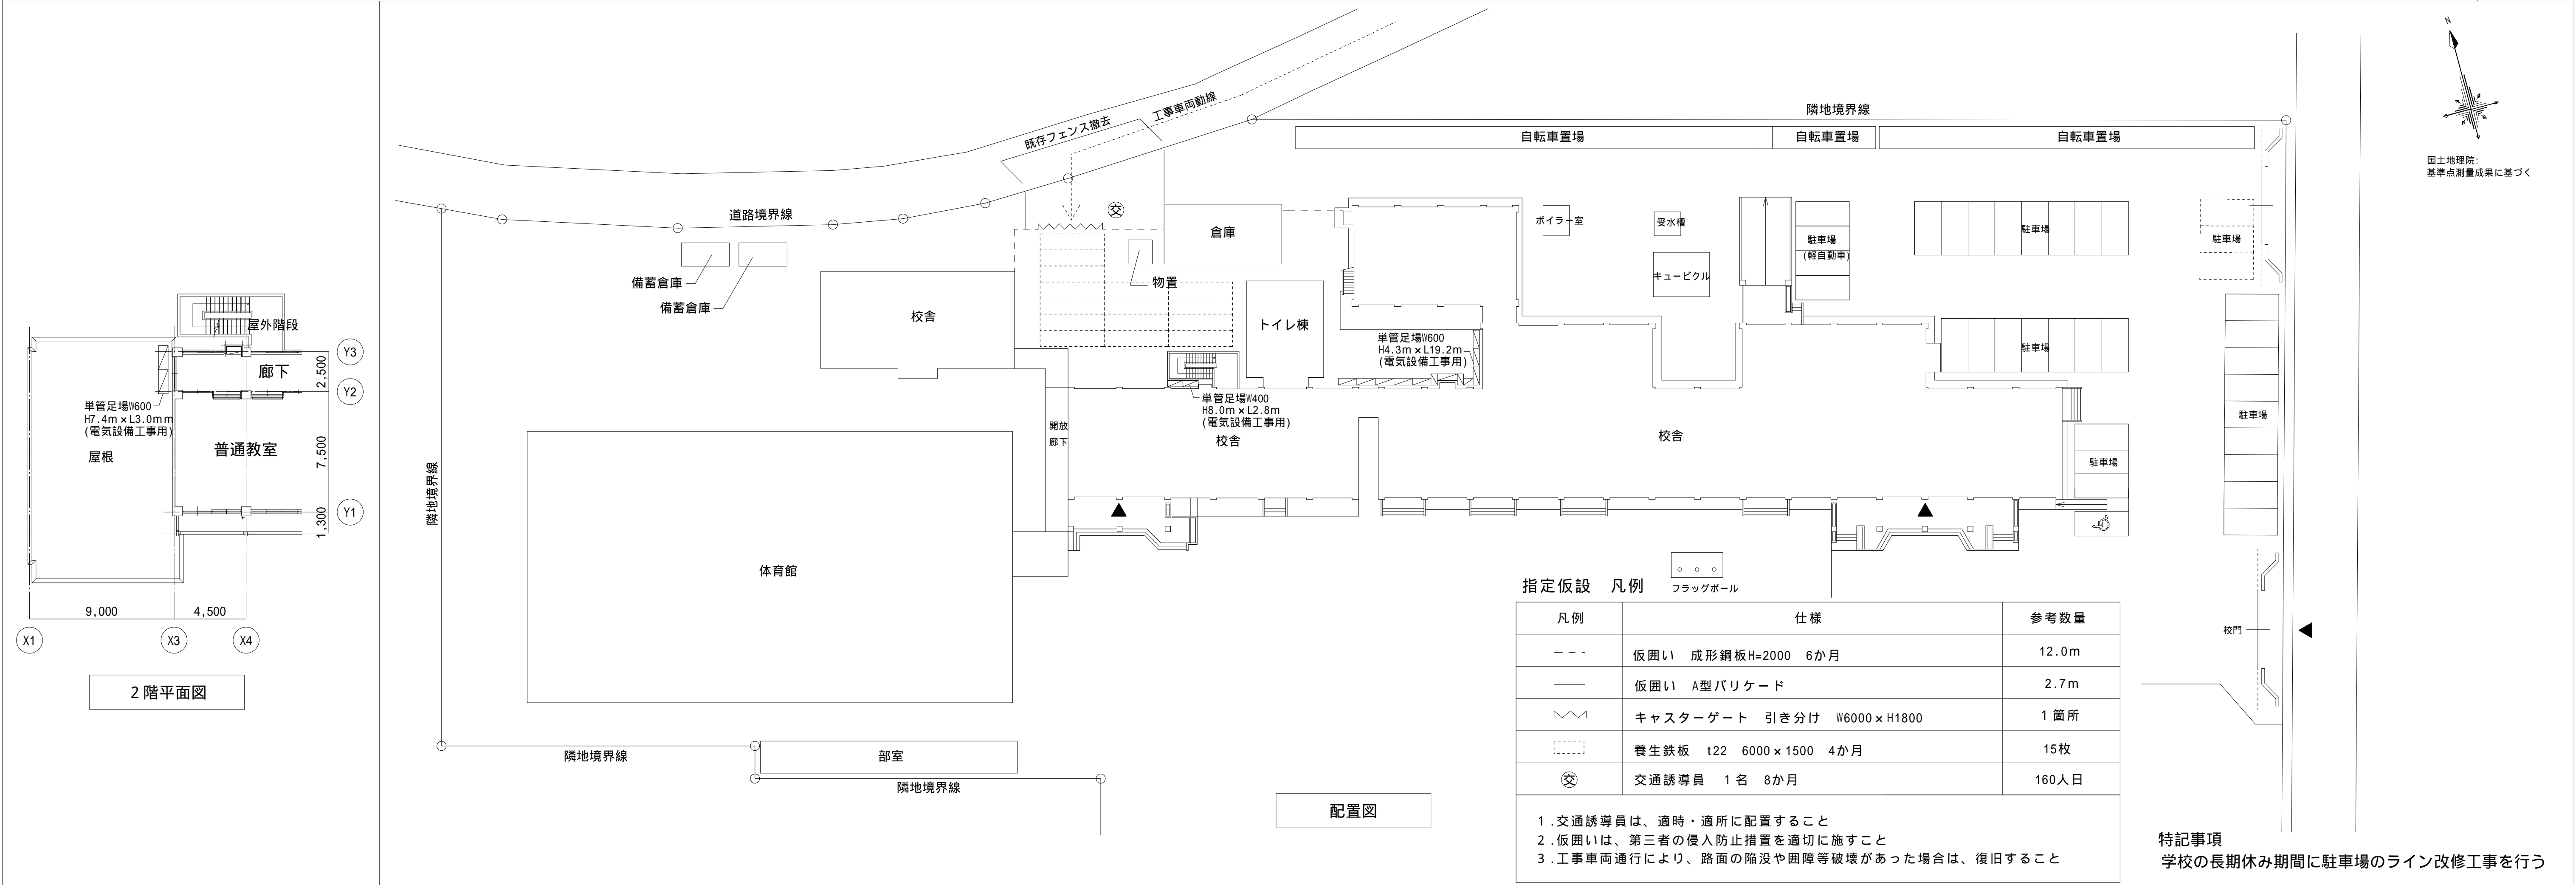 屋外階段
Y3
2,500
廊下
Y2
単管足場W600
H7.4m×L3.0mm
(電気設備工事用)
屋根
普通教室
7,500
Y1
1,300
9,000
4,500
X1
X3
X4
２階平面図
工事車両動線
既存フェンス撤去
道路境界線
隣地境界線
自転車置場
自転車置場
自転車置場
N
国土地理院:
基準点測量成果に基づく
交
倉庫
ボイラー室
受水槽
駐車場
(軽自動車)
駐車場
駐車場
備蓄倉庫
備蓄倉庫
物置
キュービクル
校舎
トイレ棟
単管足場W600
H4.3m×L19.2m
(電気設備工事用)
駐車場
単管足場W400
H8.0m×L2.8m
(電気設備工事用)
校舎
開放
廊下
校舎
駐車場
駐車場
隣地境界線
体育館
フラッグポール
校門
隣地境界線
部室
隣地境界線
配置図
指定仮設　凡例
凡例　仕様　参考数量
仮囲い　成形鋼板H=2000　6か月　12.0m
仮囲い　A型バリケード　2.7m
キャスターゲート　引き分け　W6000×H1800　1箇所
養生鉄板　t22　6000×1500　4か月　15枚
交　交通誘導員　1名　8か月　160人日
1.交通誘導員は、適時・適所に配置すること
2.仮囲いは、第三者の侵入防止措置を適切に施すこと
3.工事車両通行により、路面の陥没や囲障等破壊があった場合は、復旧すること
特記事項
学校の長期休み期間に駐車場のライン改修工事を行う